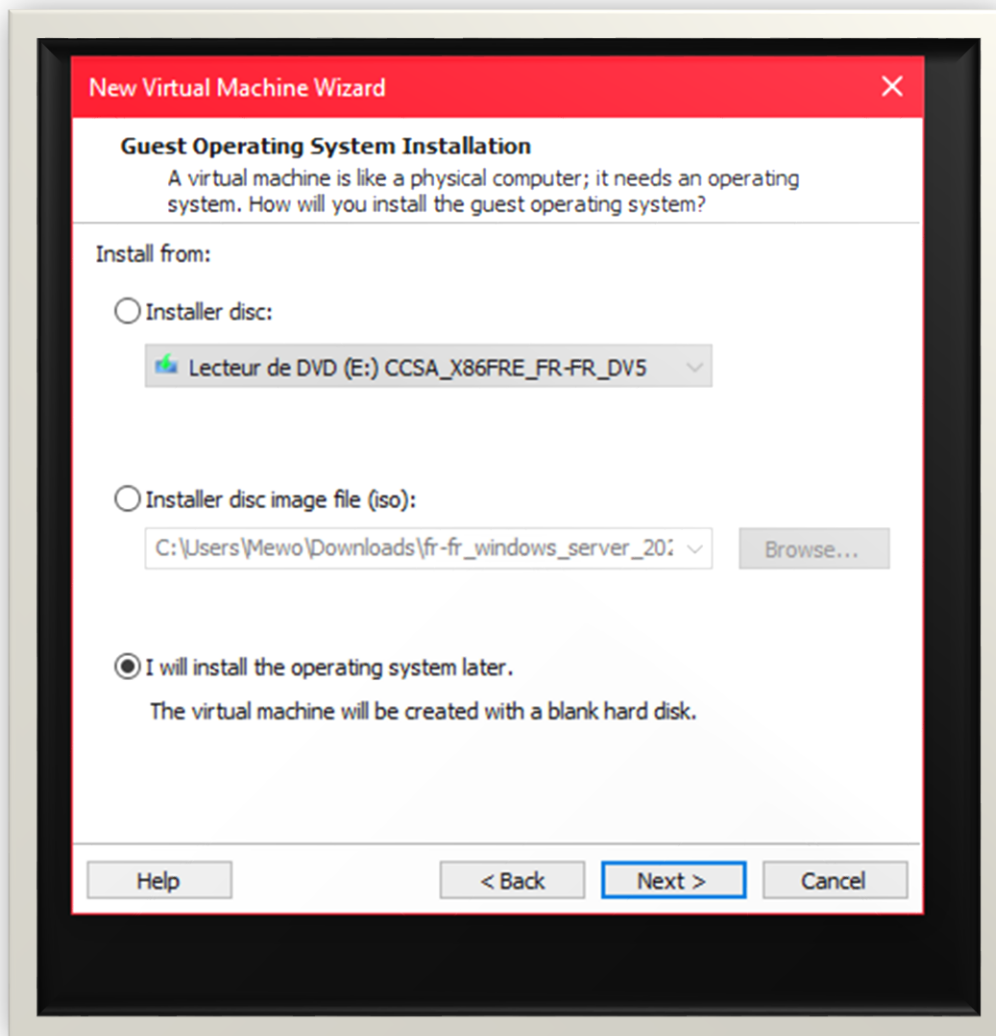 New Virtual Machine Wizard
Guest Operating System Installation
A virtual machine is like a physical computer; it needs an operating
system. How will you install the guest operating system?
Install from:
Installer disc:
Lecteur de DVD (E:) CCSA_X86FRE_FR-FR_DV5
Installer disc image file (iso):
C:\Users\Mewo\Downloads\fr-fr_windows_server_202
Browse...
I will install the operating system later.
The virtual machine will be created with a blank hard disk.
Help
< Back
Next >
Cancel